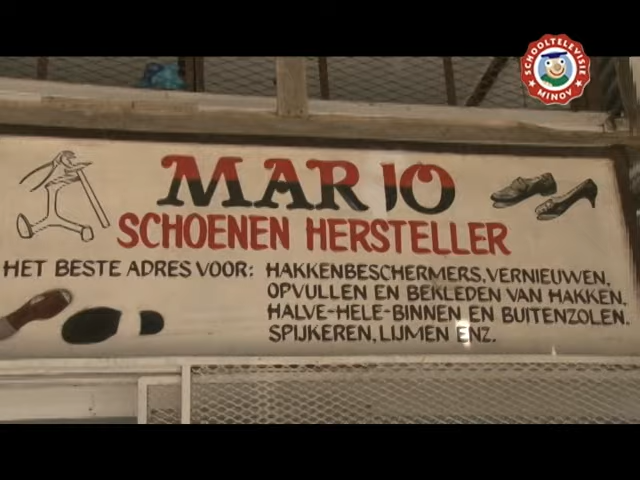 SCHOOLTELEVISIE
MINOV
MARIO
SCHOENEN HERSTELLER
HET BESTE ADRES VOOR: HAKKENBESCHERMERS, VERNIEUWEN,
OPVULLEN EN BEKLEDEN VAN HAKKEN,
HALVE-HELE-BINNEN EN BUITENZOLEN.
SPIJKEREN, LIJMEN ENZ.